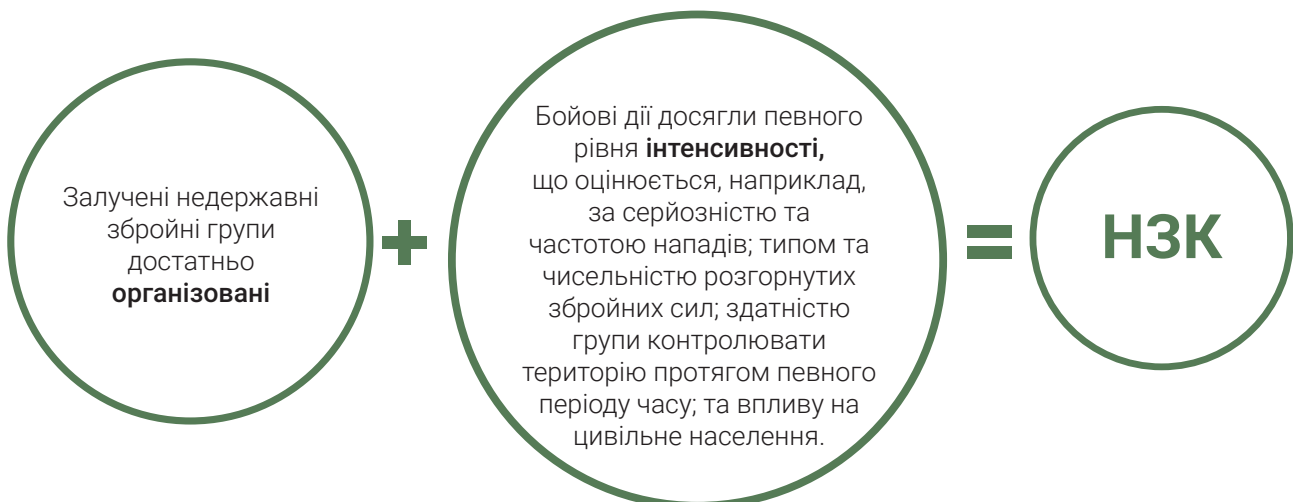 Залучені недержавні
збройні групи
достатньо
організовані
+
Бойові дії досягли певного
рівня інтенсивності,
що оцінюється, наприклад,
за серйозністю та
частотою нападів; типом та
чисельністю розгорнутих
збройних сил; здатністю
групи контролювати
територію протягом певного
періоду часу; та впливу на
цивільне населення.
=
НЗК